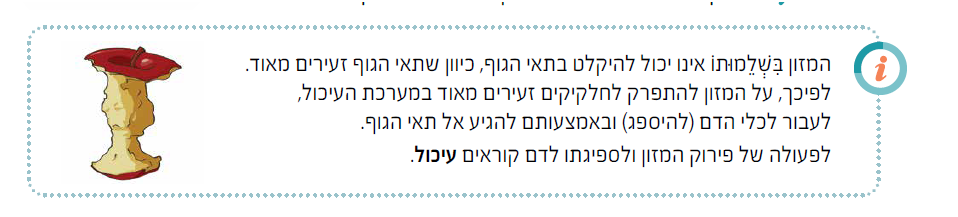 המזון בִּשְׁלֵמוּתוֹ אינו יכול להיקלט בתאי הגוף, כיוון שתאי הגוף זעירים מאוד.
לפיכך, על המזון להתפרק לחלקיקים זעירים מאוד במערכת העיכול,
לעבור לכלי הדם (להיספג) ובאמצעותם להגיע אל תאי הגוף.
לפעולה של פירוק המזון ולספיגתו לדם קוראים עיכול.